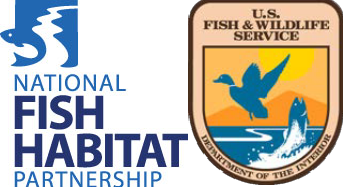 NATIONAL
FISH
HABITAT
PARTNERSHIP
U.S.
FISH & WILDLIFE
SERVICE
DEPARTMENT OF THE INTERIOR